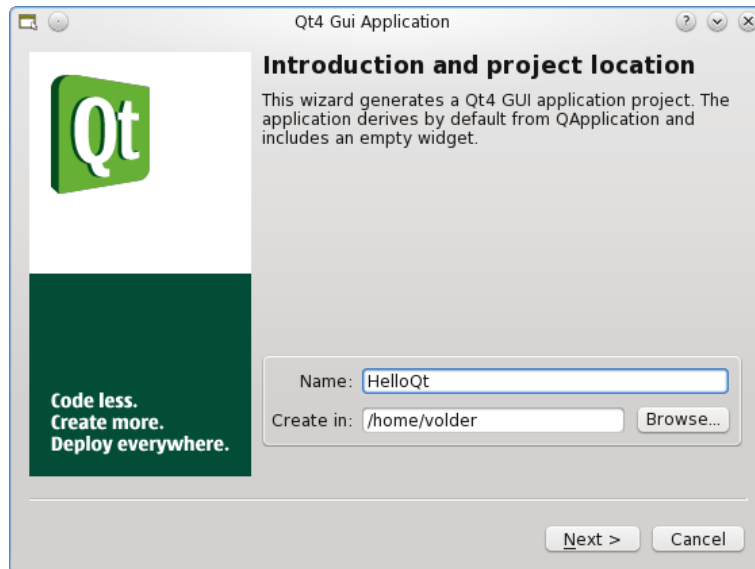 Qt4 Gui Application
Qt
Introduction and project location
This wizard generates a Qt4 GUI application project. The
application derives by default from QApplication and
includes an empty widget.
Code less.
Create more.
Deploy everywhere.
Name: HelloQt
Create in: /home/volder Browse...
Next > Cancel